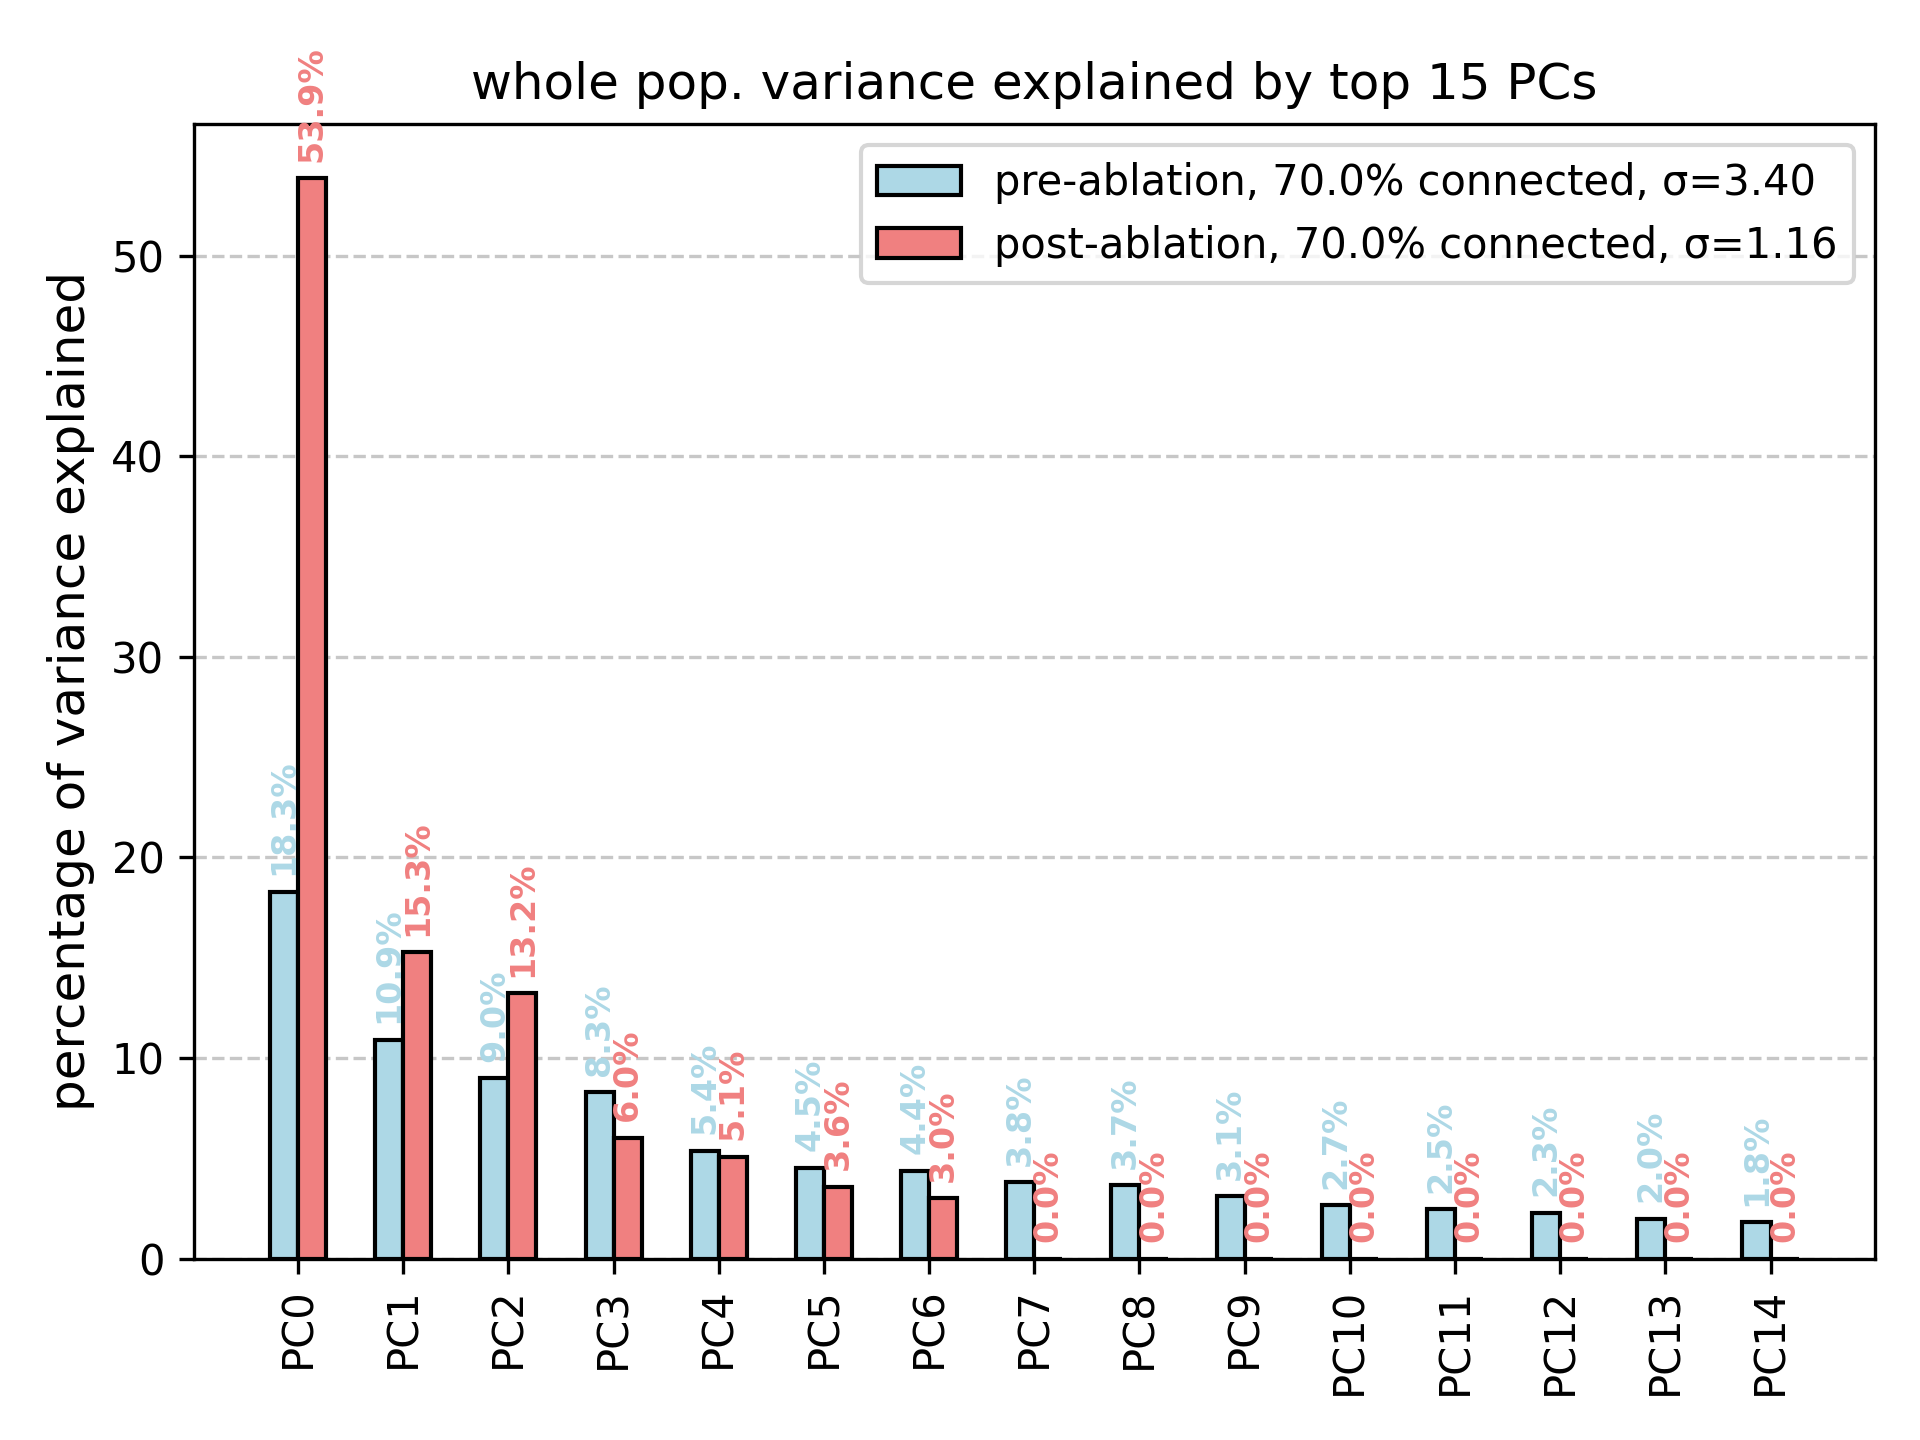 whole pop. variance explained by top 15 PCs
pre-ablation, 70.0% connected, σ=3.40
post-ablation, 70.0% connected, σ=1.16
percentage of variance explained
50
40
30
20
10
0
18.3%
53.9%
10.9%
15.3%
9.0%
13.2%
8.3%
6.0%
5.4%
5.1%
4.5%
3.6%
4.4%
3.0%
3.8%
0.0%
3.7%
0.0%
3.1%
0.0%
2.7%
0.0%
2.5%
0.0%
2.3%
0.0%
2.0%
0.0%
1.8%
0.0%
PC0
PC1
PC2
PC3
PC4
PC5
PC6
PC7
PC8
PC9
PC10
PC11
PC12
PC13
PC14